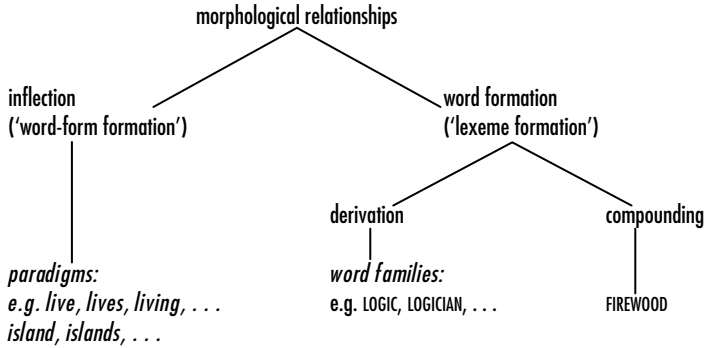 morphological relationships
inflection
(‘word-form formation’)
word formation
(‘lexeme formation’)
derivation
compounding
paradigms:
e.g. live, lives, living, . . .
island, islands, . . .
word families:
e.g. LOGIC, LOGICIAN, . . .
FIREWOOD